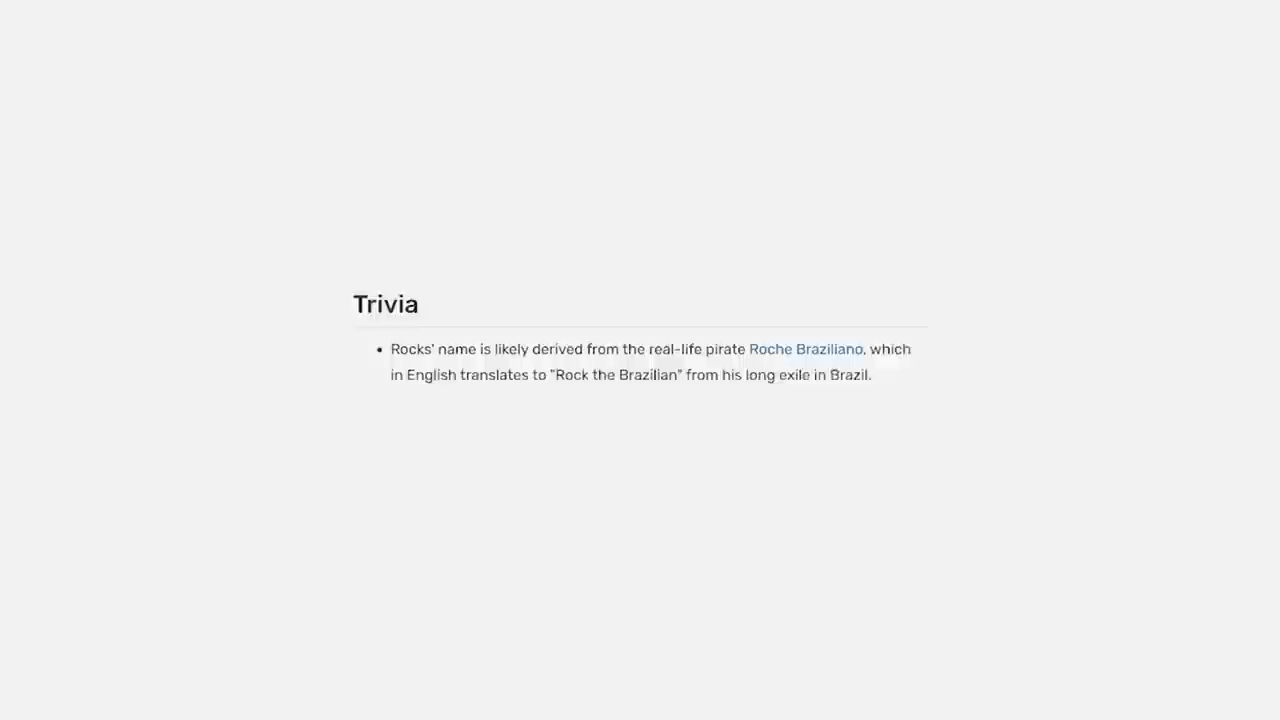 Trivia
• Rocks' name is likely derived from the real-life pirate Roche Braziliano, which
in English translates to "Rock the Brazilian" from his long exile in Brazil.